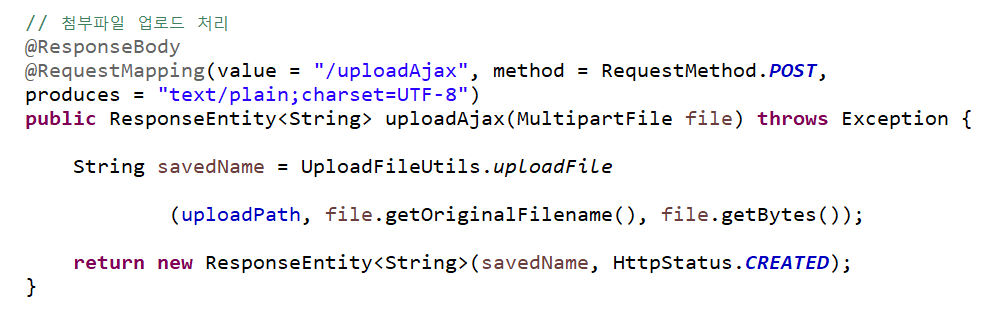 // 첨부파일 업로드 처리
@ResponseBody
@RequestMapping(value = "/uploadAjax", method = RequestMethod.POST,
produces = "text/plain;charset=UTF-8")
public ResponseEntity<String> uploadAjax(MultipartFile file) throws Exception {
String savedName = UploadFileUtils.uploadFile
(uploadPath, file.getOriginalFilename(), file.getBytes());
return new ResponseEntity<String>(savedName, HttpStatus.CREATED);
}